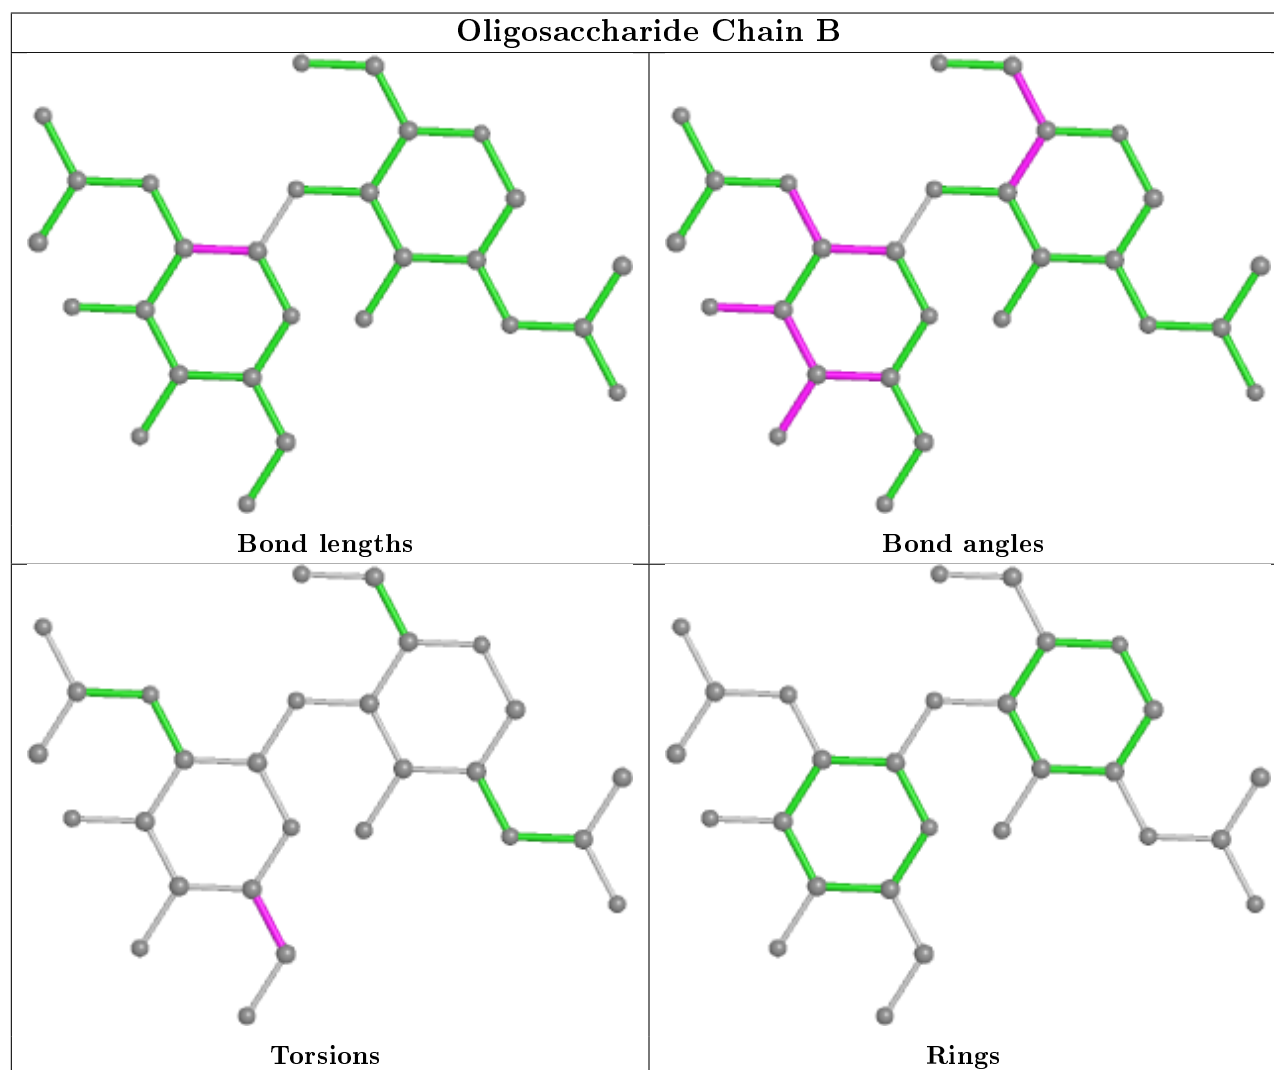 Oligosaccharide Chain B
Bond lengths
Bond angles
Torsions
Rings